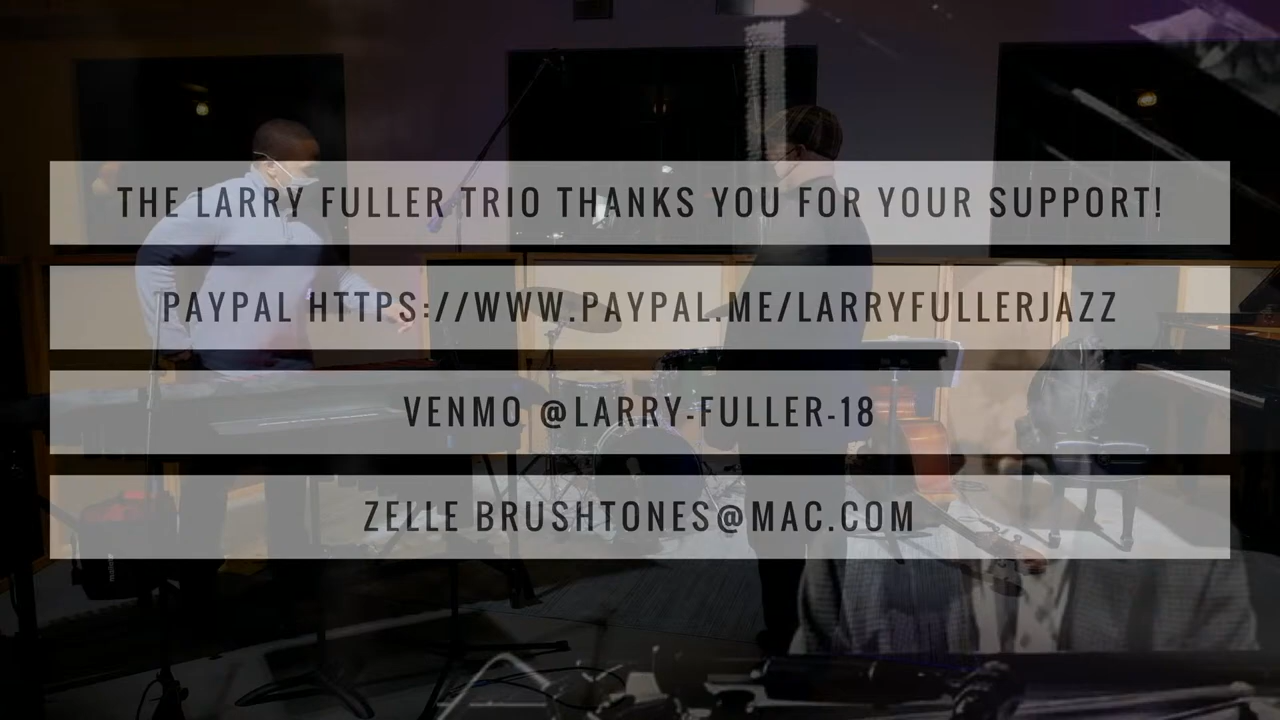 THE LARRY FULLER TRIO THANKS YOU FOR YOUR SUPPORT!
PAYPAL HTTPS://WWW.PAYPAL.ME/LARRYFULLERJAZZ
VENMO @LARRY-FULLER-18
ZELLE BRUSHTONES@MAC.COM